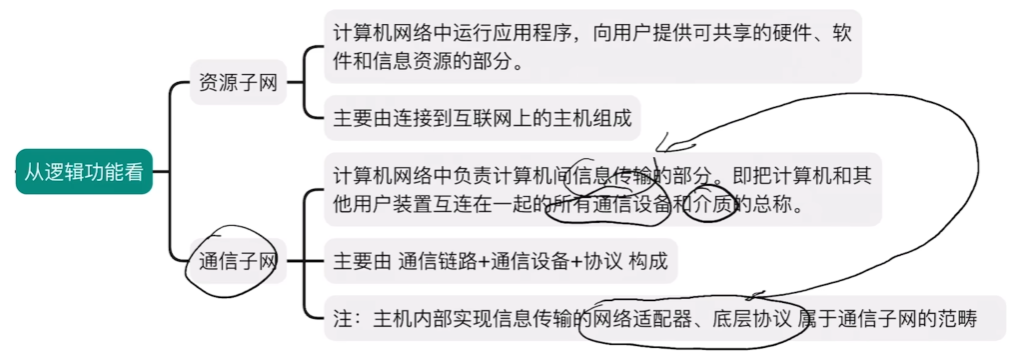 从逻辑功能看
资源子网
计算机网络中运行应用程序，向用户提供可共享的硬件、软
件和信息资源的部分。
主要由连接到互联网上的主机组成
通信子网
计算机网络中负责计算机间信息传输的部分。即把计算机和其
他用户装置互连在一起的所有通信设备和介质的总称。
主要由 通信链路+通信设备+协议 构成
注：主机内部实现信息传输的网络适配器、底层协议 属于通信子网的范畴